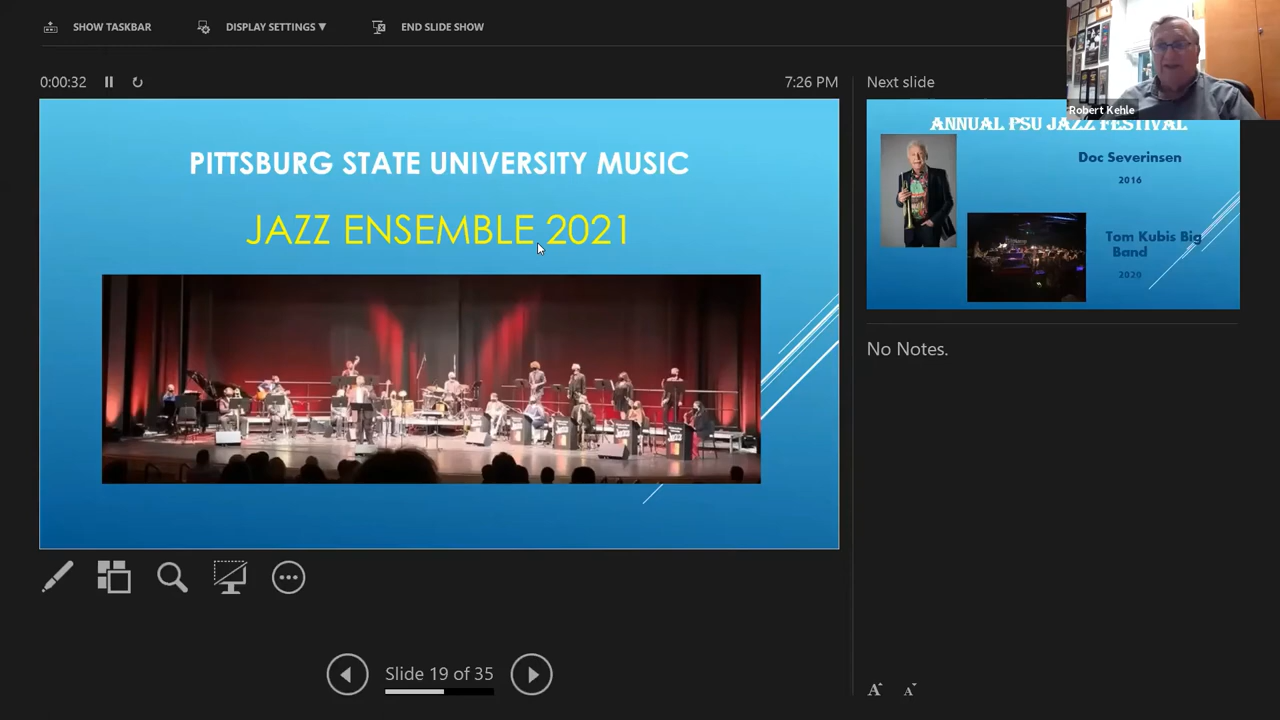 SHOW TASKBAR
DISPLAY SETTINGS ▼
END SLIDE SHOW
0:00:32
7:26 PM
PITTSBURG STATE UNIVERSITY MUSIC
JAZZ ENSEMBLE 2021
Slide 19 of 35
Robert Kehle
Next slide
ANNUAL PSU JAZZ FESTIVAL
Doc Severinsen
2016
Tom Kubis Big
Band
2020
No Notes.
A A